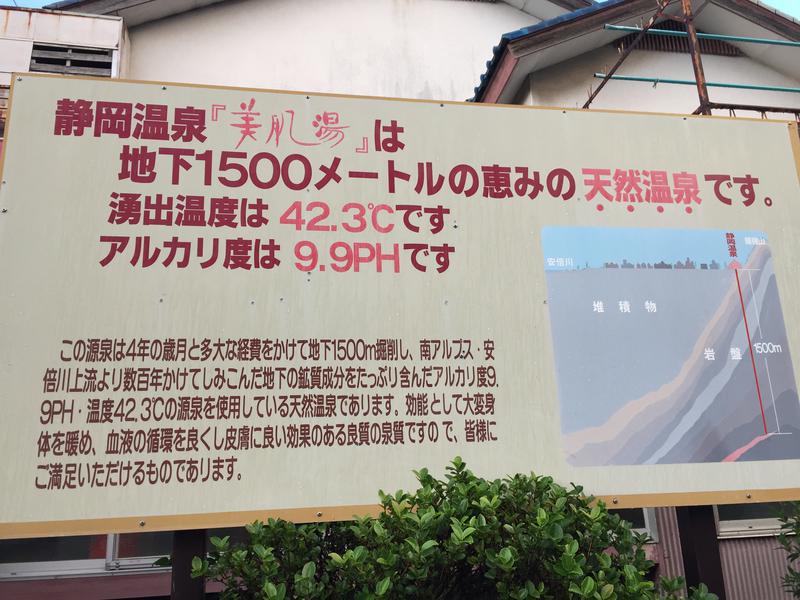 静岡温泉『美肌湯』は
地下1500メートルの恵みの天然温泉です。
湧出温度は 42.3℃です
アルカリ度は 9.9PHです
この源泉は4年の歳月と多大な経費をかけて地下1500m掘削し、南アルプス・安
倍川上流より数百年かけてしみこんだ地下の鉱質成分をたっぷり含んだアルカリ度9.
9PH・温度42.3℃の源泉を使用している天然温泉であります。効能として大変身
体を暖め、血液の循環を良くし皮膚に良い効果のある良質の泉質ですので、皆様に
ご満足いただけるものであります。
安倍川
静岡温泉
堆積物
岩盤
1500m